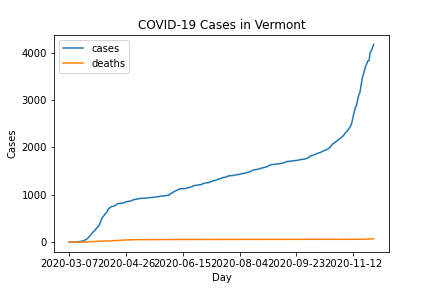 COVID-19 Cases in Vermont
cases
deaths
4000
3000
2000
1000
0
Cases
2020-03-07 2020-04-26 2020-06-15 2020-08-04 2020-09-23 2020-11-12
Day